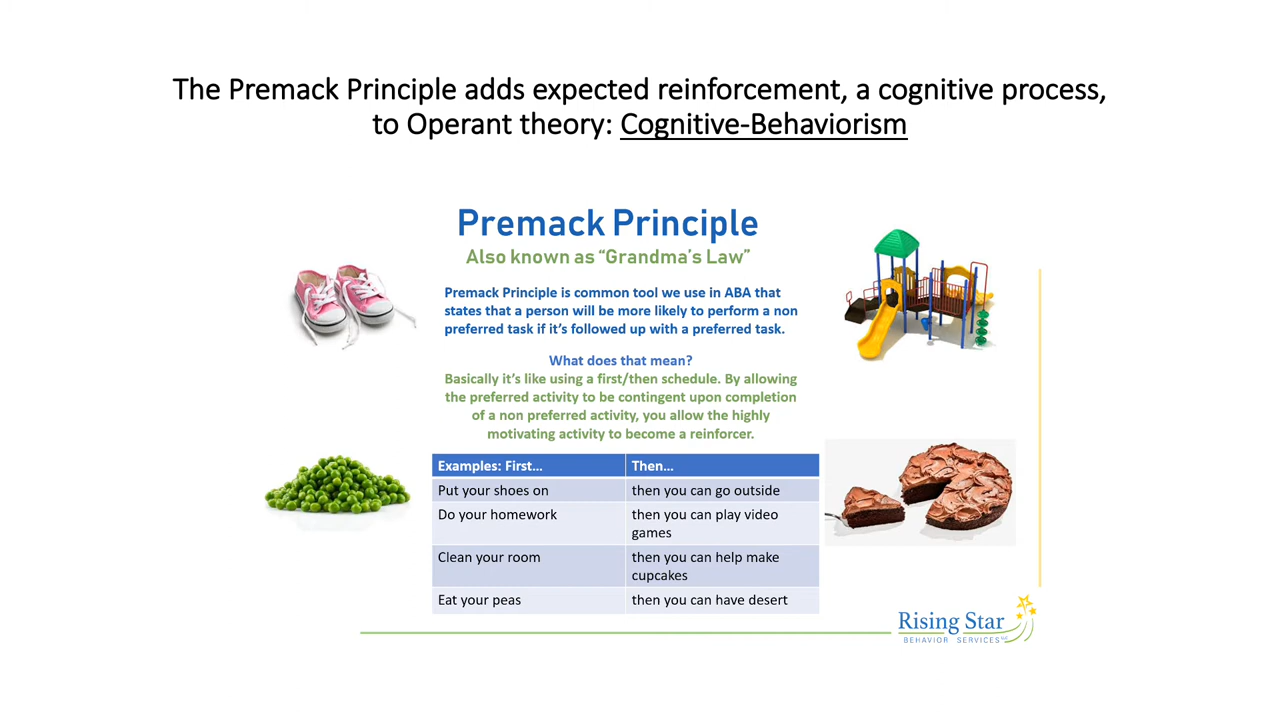 The Premack Principle adds expected reinforcement, a cognitive process,
to Operant theory: Cognitive-Behaviorism
Premack Principle
Also known as “Grandma’s Law”
Premack Principle is common tool we use in ABA that
states that a person will be more likely to perform a non
preferred task if it’s followed up with a preferred task.
What does that mean?
Basically it’s like using a first/then schedule. By allowing
the preferred activity to be contingent upon completion
of a non preferred activity, you allow the highly
motivating activity to become a reinforcer.
Examples: First… Then…
Put your shoes on then you can go outside
Do your homework then you can play video
games
Clean your room then you can help make
cupcakes
Eat your peas then you can have desert
Rising Star
BEHAVIOR SERVICES